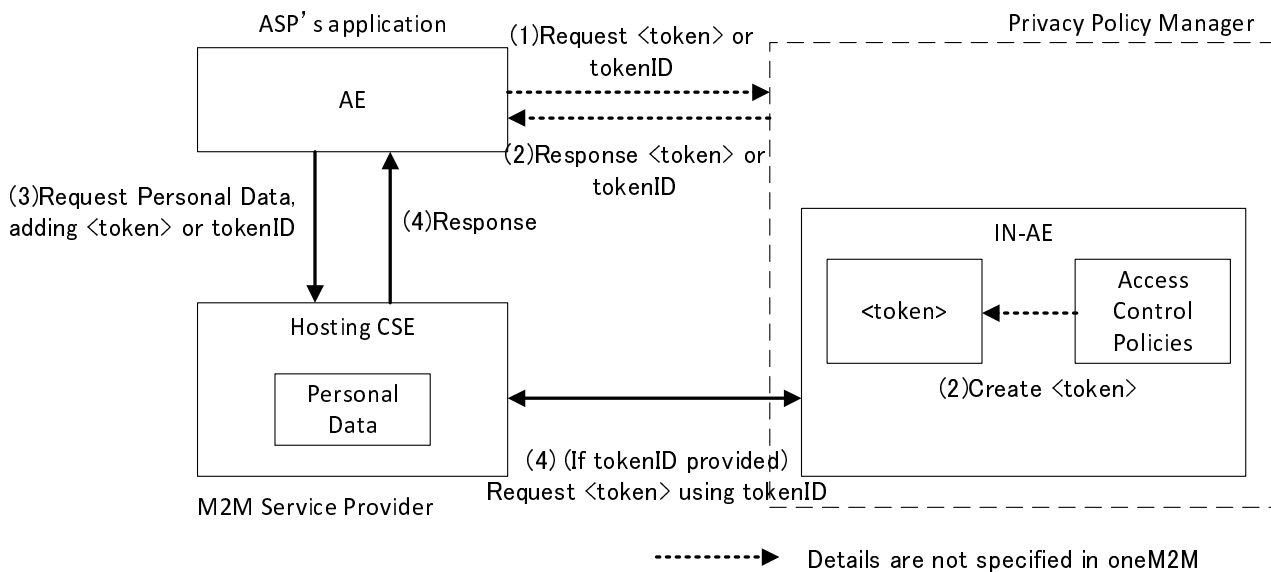 ASP's application
Privacy Policy Manager
(1)Request <token> or
tokenID
AE
(2)Response <token> or
tokenID
(3)Request Personal Data,
adding <token> or tokenID
(4)Response
IN-AE
<token>
Access
Control
Policies
(2)Create <token>
Hosting CSE
Personal
Data
(4) (If tokenID provided)
Request <token> using tokenID
M2M Service Provider
Details are not specified in oneM2M